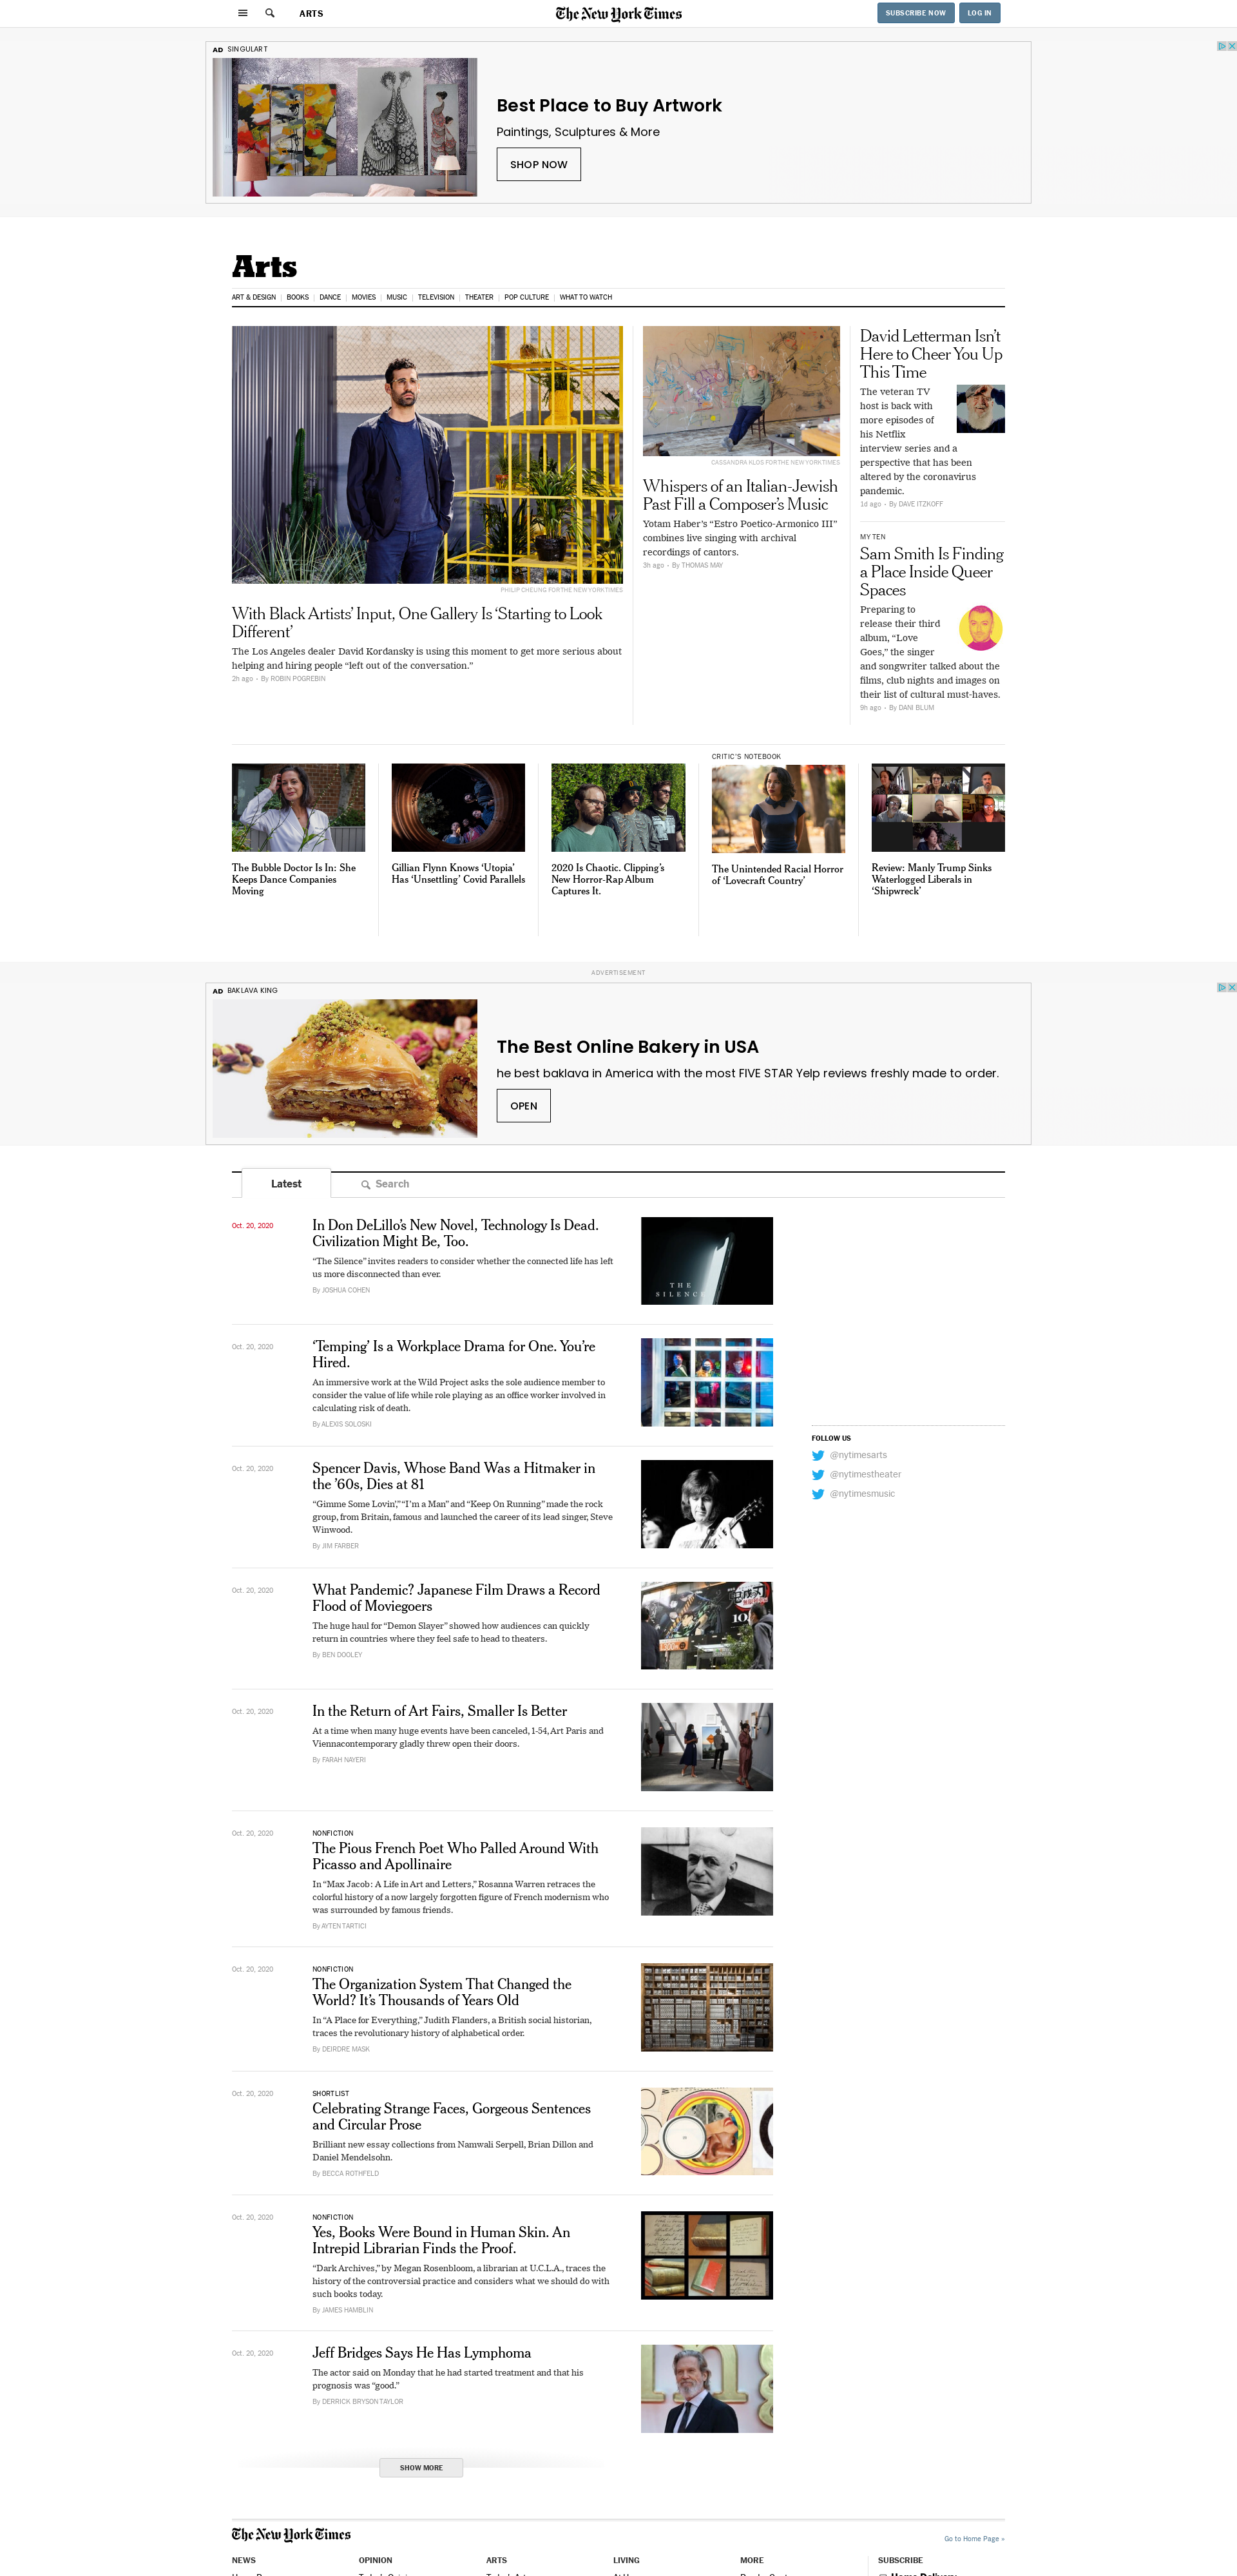 ARTS
The New York Times
SUBSCRIBE NOW
LOG IN
AD SINGULART
Best Place to Buy Artwork
Paintings, Sculptures & More
SHOP NOW
Arts
ART & DESIGN
BOOKS
DANCE
MOVIES
MUSIC
TELEVISION
THEATER
POP CULTURE
WHAT TO WATCH
PHILIP CHEUNG FOR THE NEW YORK TIMES
With Black Artists’ Input, One Gallery Is ‘Starting to Look
Different’
The Los Angeles dealer David Kordansky is using this moment to get more serious about
helping and hiring people “left out of the conversation.”
2h ago • By ROBIN POGREBIN
CASSANDRA KLOS FOR THE NEW YORK TIMES
Whispers of an Italian-Jewish
Past Fill a Composer’s Music
Yotam Haber’s “Estro Poetico-Armonico III”
combines live singing with archival
recordings of cantors.
3h ago • By THOMAS MAY
David Letterman Isn’t
Here to Cheer You Up
This Time
The veteran TV
host is back with
more episodes of
his Netflix
interview series and a
perspective that has been
altered by the coronavirus
pandemic.
1d ago • By DAVE ITZKOFF
MY TEN
Sam Smith Is Finding
a Place Inside Queer
Spaces
Preparing to
release their third
album, “Love
Goes,” the singer
and songwriter talked about the
films, club nights and images on
their list of cultural must-haves.
9h ago • By DANI BLUM
The Bubble Doctor Is In: She
Keeps Dance Companies
Moving
Gillian Flynn Knows ‘Utopia’
Has ‘Unsettling’ Covid Parallels
2020 Is Chaotic. Clipping’s
New Horror-Rap Album
Captures It.
CRITIC’S NOTEBOOK
The Unintended Racial Horror
of ‘Lovecraft Country’
Review: Manly Trump Sinks
Waterlogged Liberals in
‘Shipwreck’
ADVERTISEMENT
AD BAKLAVA KING
The Best Online Bakery in USA
he best baklava in America with the most FIVE STAR Yelp reviews freshly made to order.
OPEN
Latest
Search
Oct. 20, 2020
In Don DeLillo’s New Novel, Technology Is Dead.
Civilization Might Be, Too.
“The Silence” invites readers to consider whether the connected life has left
us more disconnected than ever.
By JOSHUA COHEN
THE
SILENCE
Oct. 20, 2020
‘Temping’ Is a Workplace Drama for One. You’re
Hired.
An immersive work at the Wild Project asks the sole audience member to
consider the value of life while role playing as an office worker involved in
calculating risk of death.
By ALEXIS SOLOSKI
FOLLOW US
@nytimesarts
@nytimestheater
@nytimesmusic
Oct. 20, 2020
Spencer Davis, Whose Band Was a Hitmaker in
the ’60s, Dies at 81
“Gimme Some Lovin’,” “I’m a Man” and “Keep On Running” made the rock
group, from Britain, famous and launched the career of its lead singer, Steve
Winwood.
By JIM FARBER
Oct. 20, 2020
What Pandemic? Japanese Film Draws a Record
Flood of Moviegoers
The huge haul for “Demon Slayer” showed how audiences can quickly
return in countries where they feel safe to head to theaters.
By BEN DOOLEY
Oct. 20, 2020
In the Return of Art Fairs, Smaller Is Better
At a time when many huge events have been canceled, 1-54, Art Paris and
Viennacontemporary gladly threw open their doors.
By FARAH NAYERI
Oct. 20, 2020
NONFICTION
The Pious French Poet Who Palled Around With
Picasso and Apollinaire
In “Max Jacob: A Life in Art and Letters,” Rosanna Warren retraces the
colorful history of a now largely forgotten figure of French modernism who
was surrounded by famous friends.
By AYTEN TARTICI
Oct. 20, 2020
NONFICTION
The Organization System That Changed the
World? It’s Thousands of Years Old
In “A Place for Everything,” Judith Flanders, a British social historian,
traces the revolutionary history of alphabetical order.
By DEIRDRE MASK
Oct. 20, 2020
SHORTLIST
Celebrating Strange Faces, Gorgeous Sentences
and Circular Prose
Brilliant new essay collections from Namwali Serpell, Brian Dillon and
Daniel Mendelsohn.
By BECCA ROTHFELD
Oct. 20, 2020
NONFICTION
Yes, Books Were Bound in Human Skin. An
Intrepid Librarian Finds the Proof.
“Dark Archives,” by Megan Rosenbloom, a librarian at U.C.L.A., traces the
history of the controversial practice and considers what we should do with
such books today.
By JAMES HAMBLIN
Oct. 20, 2020
Jeff Bridges Says He Has Lymphoma
The actor said on Monday that he had started treatment and that his
prognosis was “good.”
By DERRICK BRYSON TAYLOR
SHOW MORE
The New York Times
Go to Home Page »
NEWS
OPINION
ARTS
LIVING
MORE
SUBSCRIBE